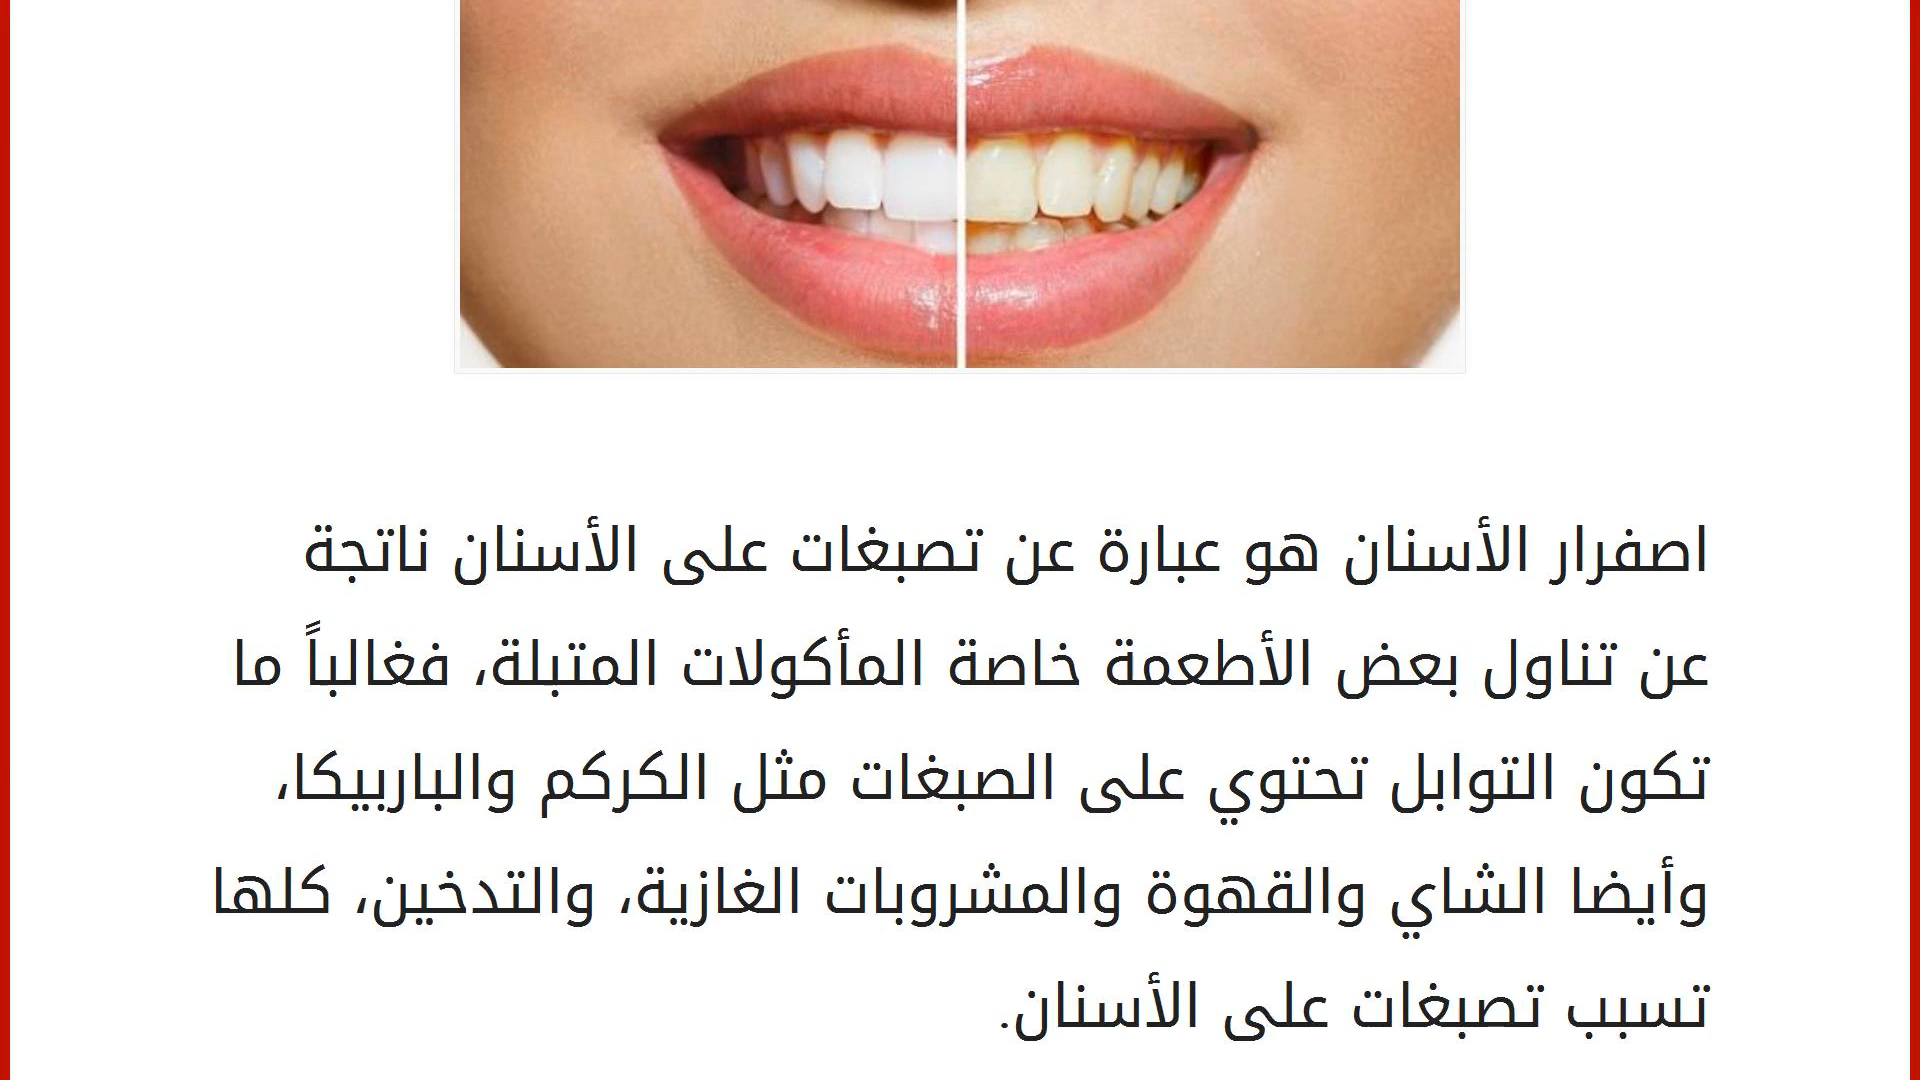 اصفرار الأسنان هو عبارة عن تصبغات على الأسنان ناتجة
عن تناول بعض الأطعمة خاصة المأكولات المتبلة، فغالباً ما
تكون التوابل تحتوي على الصبغات مثل الكركم والباربيكا،
وأيضا الشاي والقهوة والمشروبات الغازية، والتدخين، كلها
تسبب تصبغات على الأسنان.